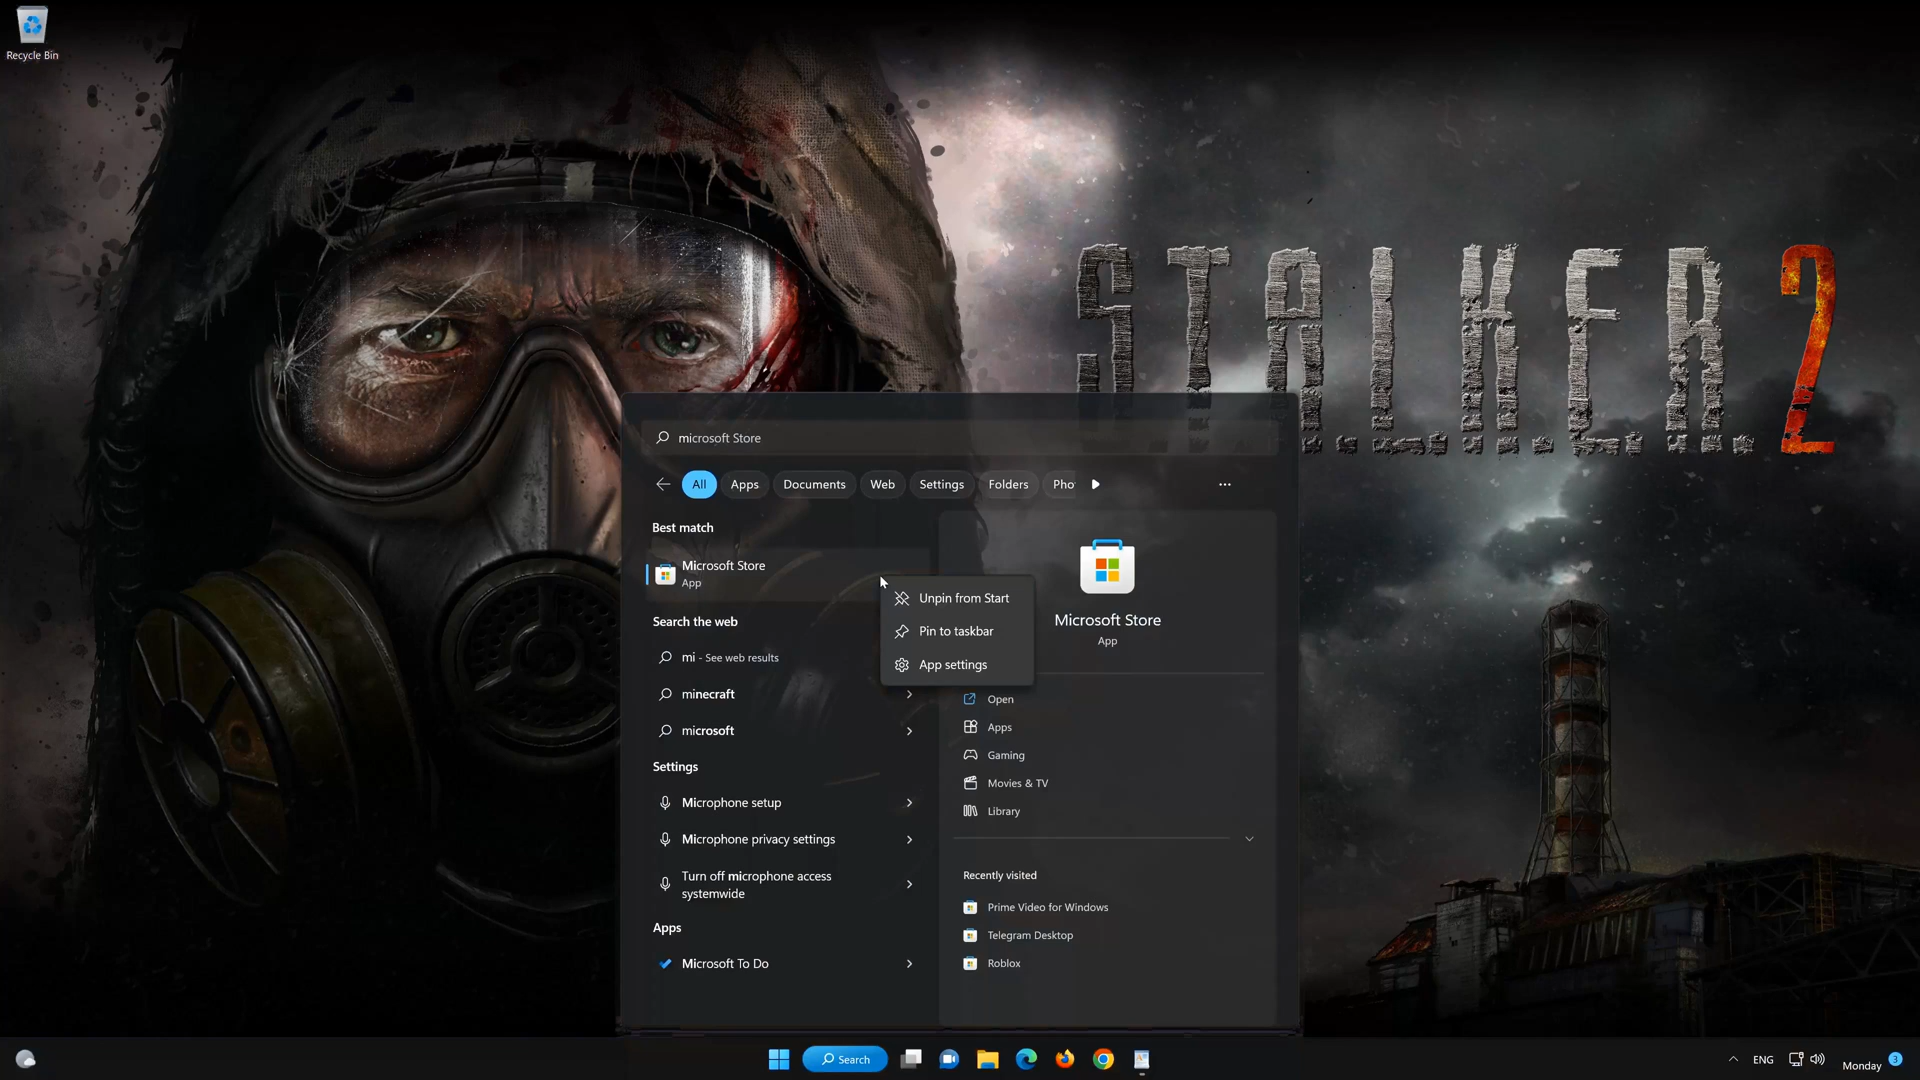 Recycle Bin
S.T.A.L.K.E.R. 2
microsoft Store
All
Apps
Documents
Web
Settings
Folders
Pho
Best match
Microsoft Store
App
Search the web
mi - See web results
minecraft
microsoft
Settings
Microphone setup
Microphone privacy settings
Turn off microphone access
systemwide
Apps
Microsoft To Do
Unpin from Start
Pin to taskbar
App settings
Microsoft Store
App
Open
Apps
Gaming
Movies & TV
Library
Recently visited
Prime Video for Windows
Telegram Desktop
Roblox
Search
ENG
Monday
3